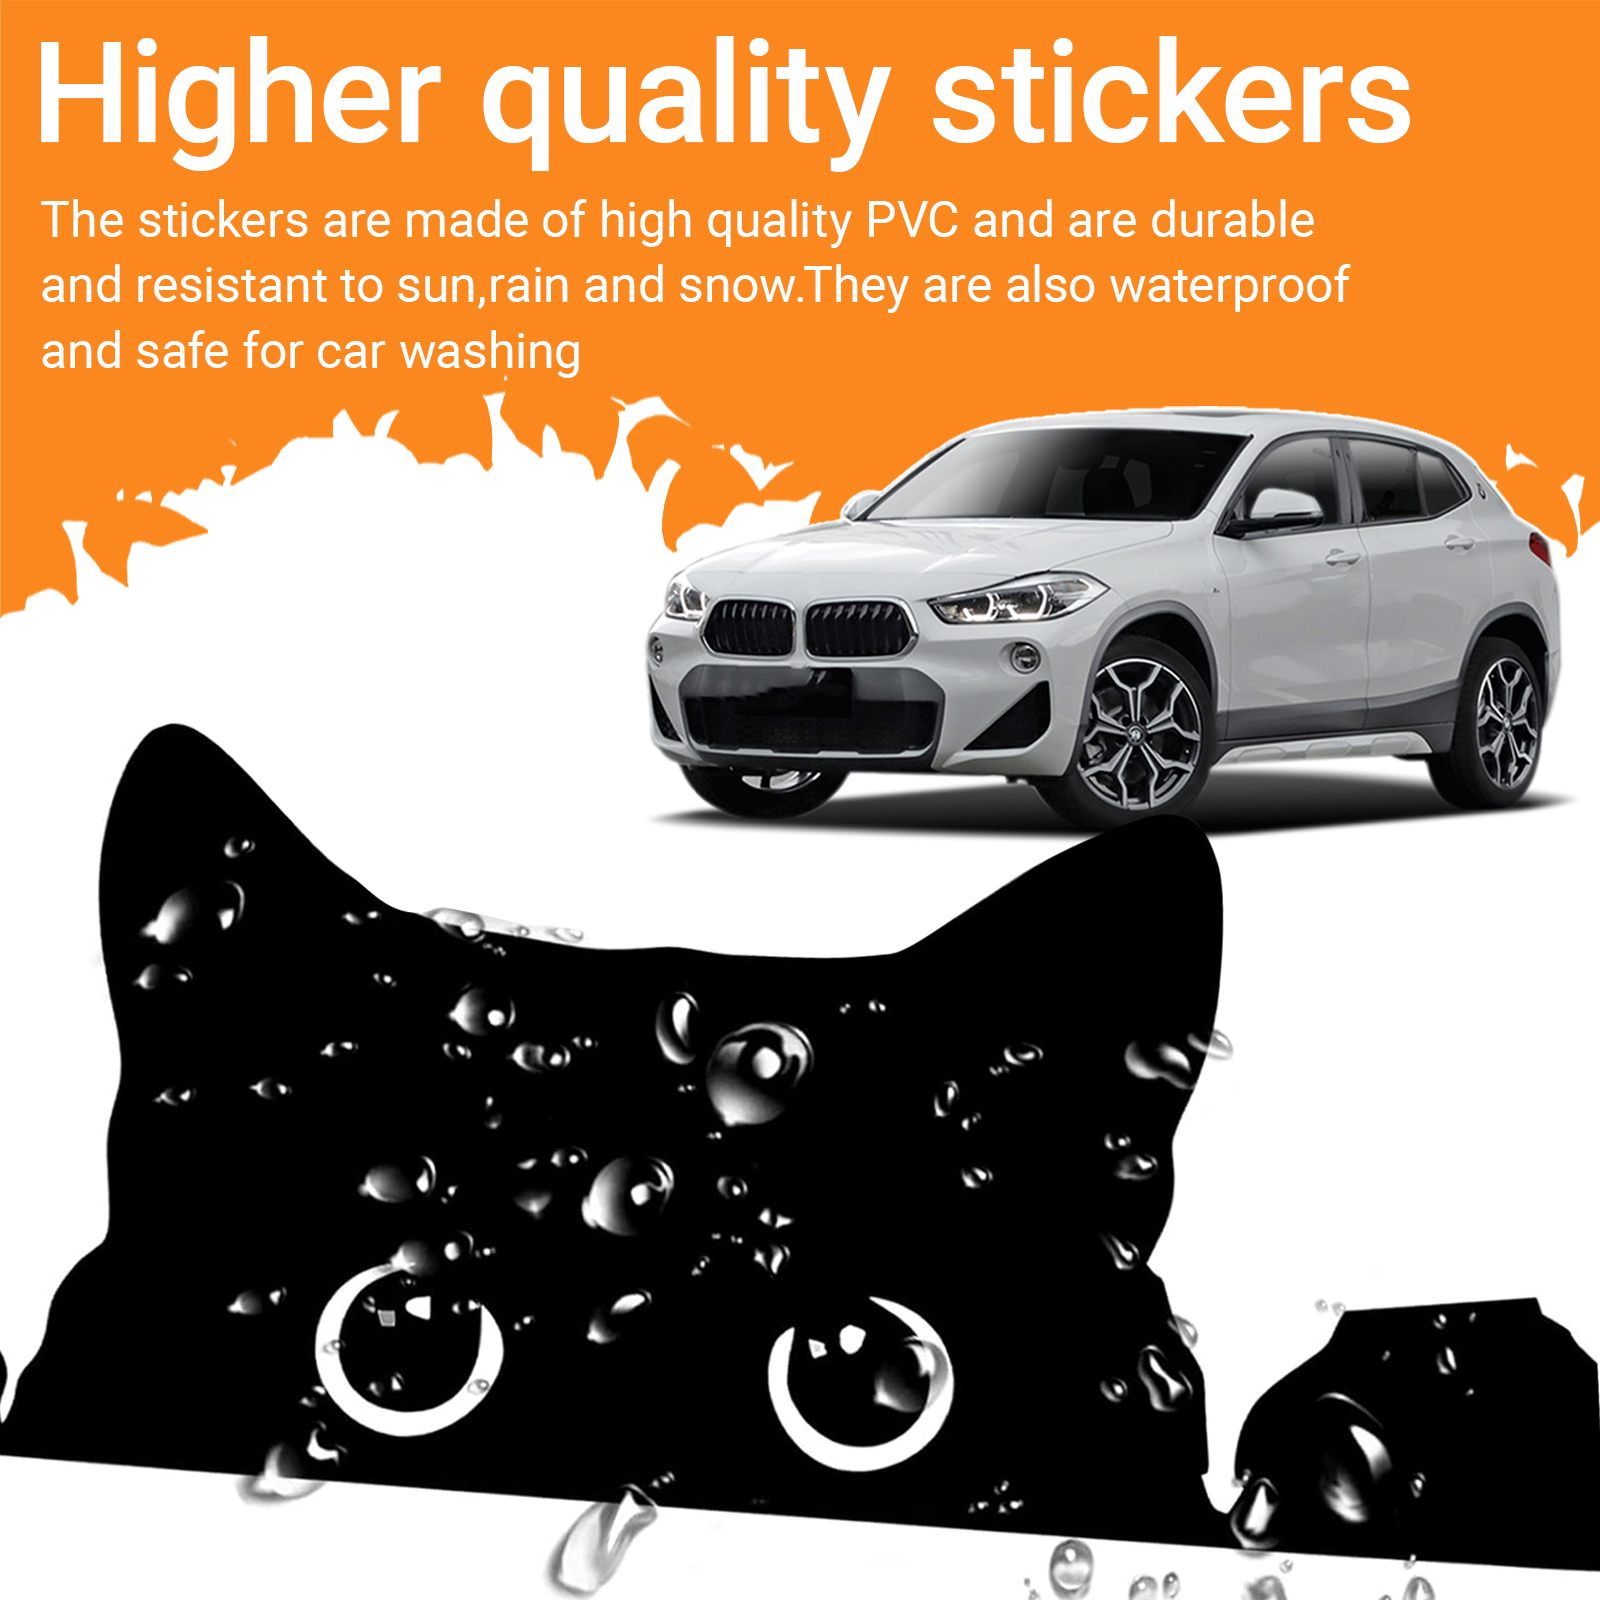 Higher quality stickers
The stickers are made of high quality PVC and are durable
and resistant to sun,rain and snow.They are also waterproof
and safe for car washing